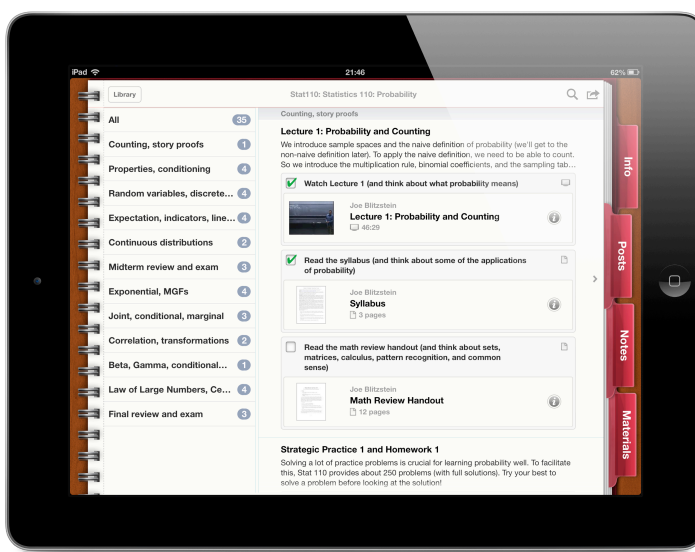 iPad 21:46 62%
Library
Stat110: Statistics 110: Probability
All 35
Counting, story proofs 1
Properties, conditioning 4
Random variables, discrete... 4
Expectation, indicators, line... 4
Continuous distributions 2
Midterm review and exam 3
Exponential, MGFs 4
Joint, conditional, marginal 3
Correlation, transformations 2
Beta, Gamma, conditional... 1
Law of Large Numbers, Ce... 4
Final review and exam 3
Counting, story proofs
Lecture 1: Probability and Counting
We introduce sample spaces and the naive definition of probability (we'll get to the
non-naive definition later). To apply the naive definition, we need to be able to count.
So we introduce the multiplication rule, binomial coefficients, and the sampling tab...
Watch Lecture 1 (and think about what probability means)
Joe Blitzstein
Lecture 1: Probability and Counting
46:29
Read the syllabus (and think about some of the applications
of probability)
Joe Blitzstein
Syllabus
3 pages
Read the math review handout (and think about sets,
matrices, calculus, pattern recognition, and common
sense)
Joe Blitzstein
Math Review Handout
12 pages
Strategic Practice 1 and Homework 1
Solving a lot of practice problems is crucial for learning probability well. To facilitate
this, Stat 110 provides about 250 problems (with full solutions). Try your best to
solve a problem before looking at the solution!
Info
Posts
Notes
Materials